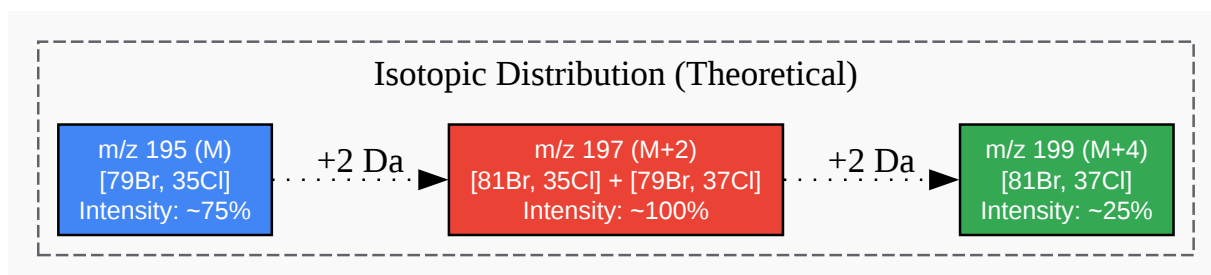 Isotopic Distribution (Theoretical)
m/z 195 (M)
[79Br, 35Cl]
Intensity: ~75%
+2 Da
m/z 197 (M+2)
[81Br, 35Cl] + [79Br, 37Cl]
Intensity: ~100%
+2 Da
m/z 199 (M+4)
[81Br, 37Cl]
Intensity: ~25%